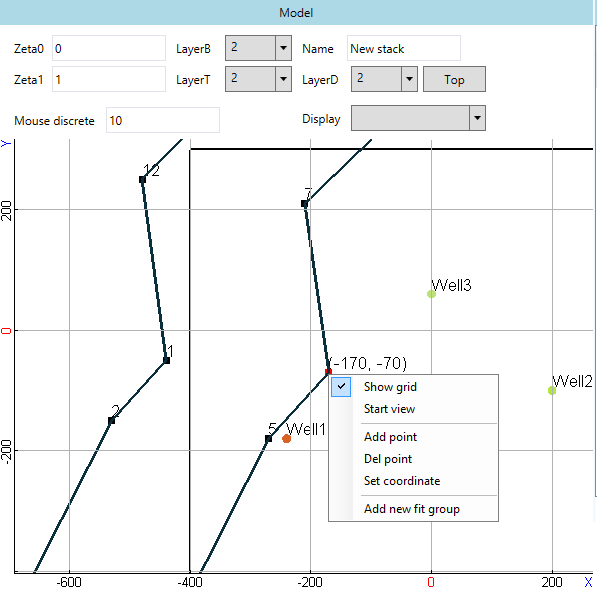 Model
Zeta0 0 LayerB 2 Name New stack
Zeta1 1 LayerT 2 LayerD 2 Top
Mouse discrete 10 Display
Y
12
7
200
Well3
0
1
(-170, -70)
Show grid
Well2
Start view
2
5
Well1
Add point
-200
Del point
Set coordinate
Add new fit group
-600 -400 -200 0 200 X